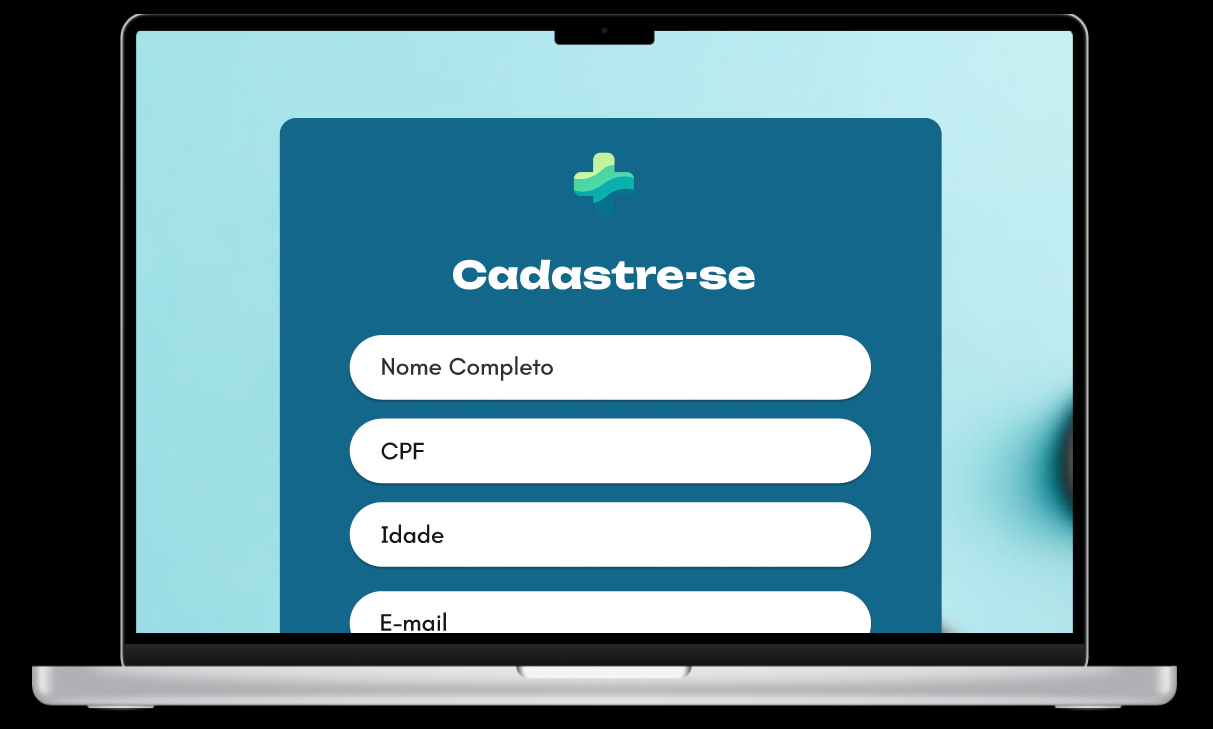 Cadastre-se
Nome Completo
CPF
Idade
E-mail